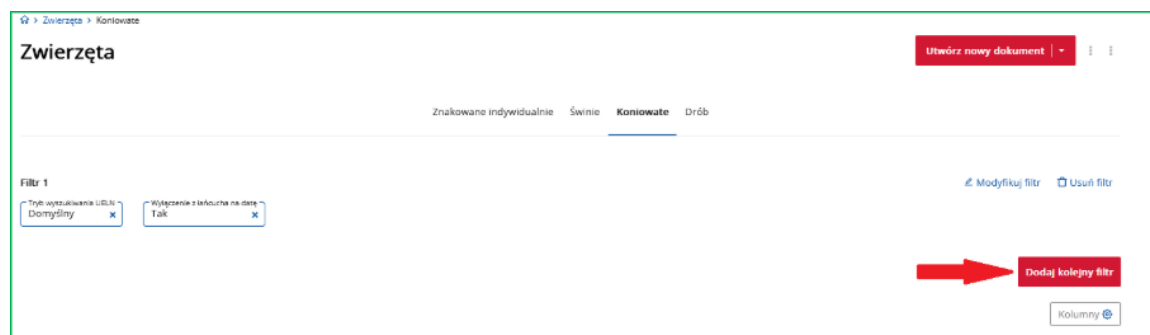 > Zwierzęta > Koniowate
Zwierzęta
Utwórz nowy dokument
Znakowane indywidualnie Świnie Koniowate Drób
Filtr 1
Modyfikuj filtr Usuń filtr
Tryb wyszukiwania UELN Wyłączenie z łańcucha na datę
Domyślny x Tak x
Dodaj kolejny filtr
Kolumny